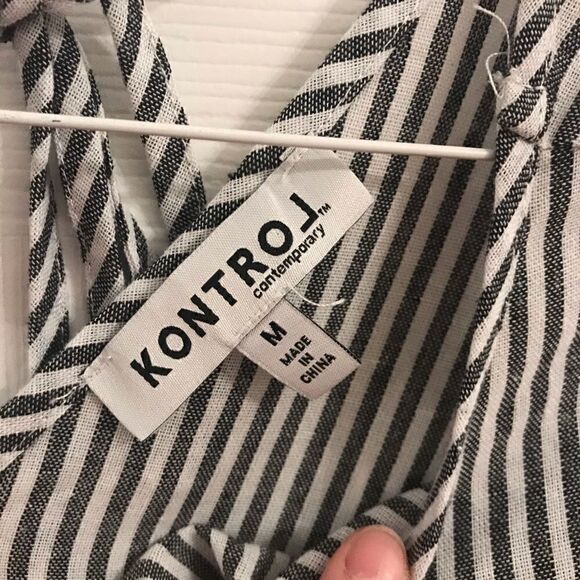 KONTROL™
contemporary
M
MADE
IN
CHINA